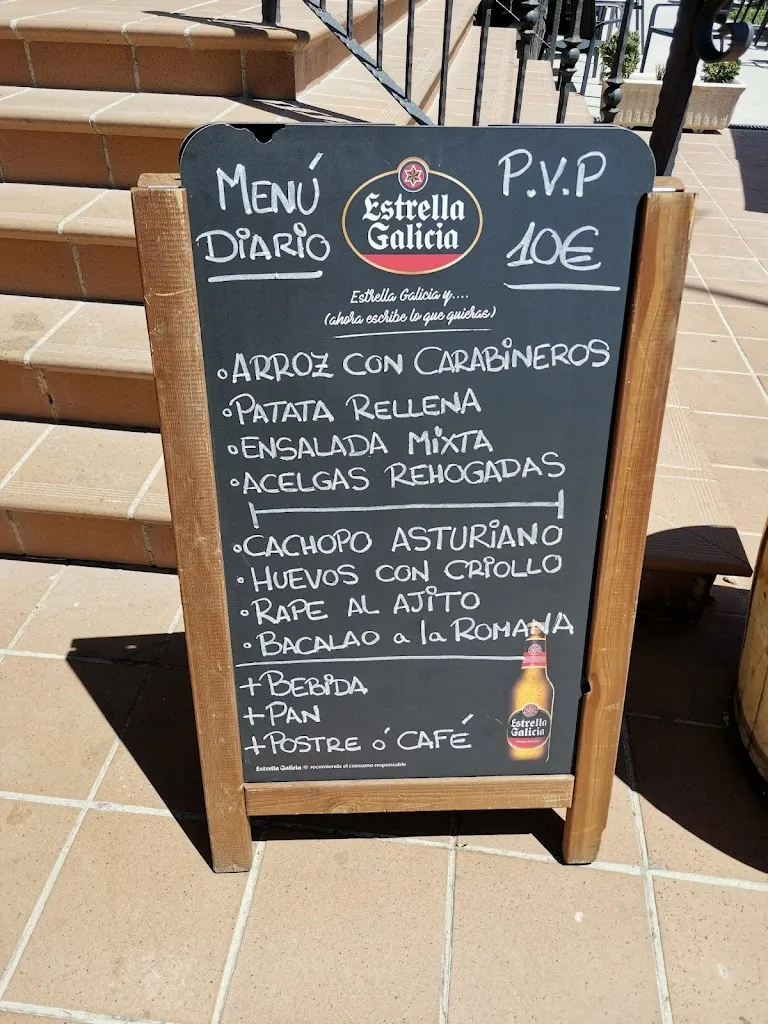 MENÚ
DIARIO
Estrella
Galicia
P.V.P
10€
Estrella Galicia y....
(ahora escribe lo que quieras)
• ARROZ CON CARABINEROS
• PATATA RELLENA
• ENSALADA MIXTA
• ACELGAS REHOGADAS
• CACHOPO ASTURIANO
• HUEVOS CON CRIOLLO
• RAPE AL AJITO
• BACALAO a la ROMANA
+ BEBIDA
+ PAN
+ POSTRE ó CAFÉ
Estrella
Galicia
Estrella Galicia recomienda el consumo responsable